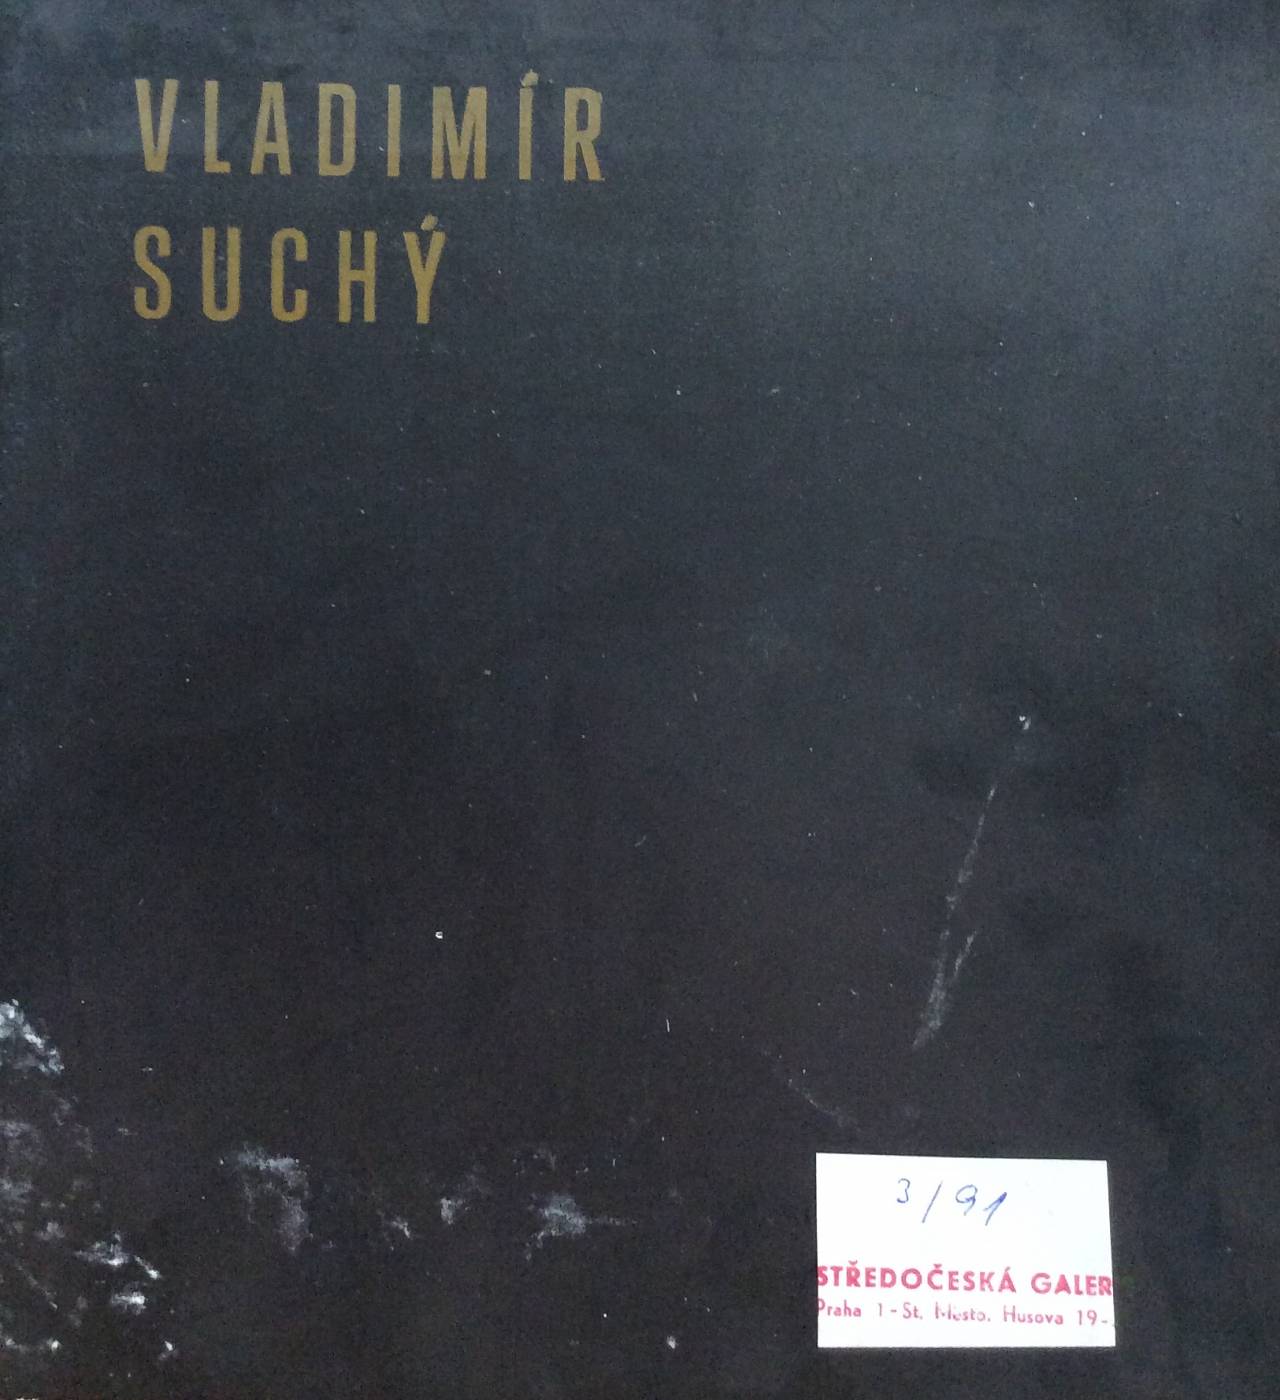 VLADIMÍR
SUCHÝ
3/91
STŘEDOČESKÁ GALER
Praha 1-St. Město. Husova 19-